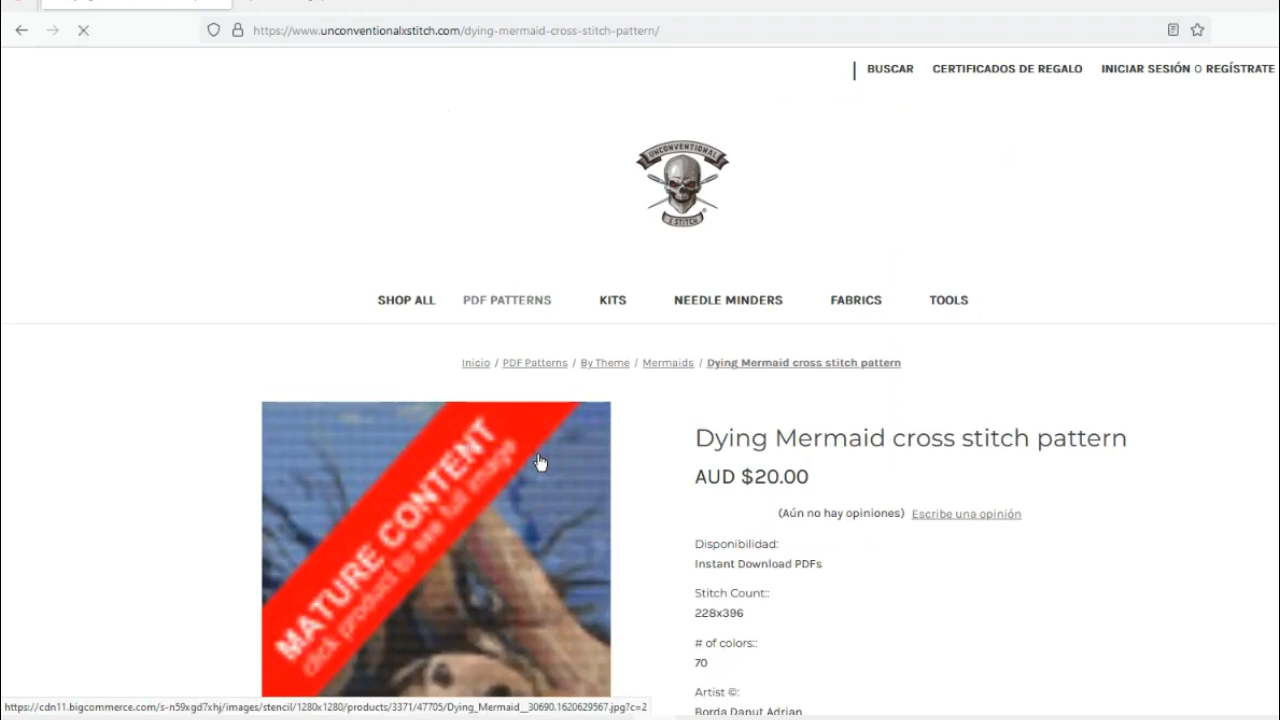 https://www.unconventionalxstitch.com/dying-mermaid-cross-stitch-pattern/
BUSCAR CERTIFICADOS DE REGALO INICIAR SESIÓN O REGÍSTRATE
UNCONVENTIONAL
X STITCH
SHOP ALL PDF PATTERNS KITS NEEDLE MINDERS FABRICS TOOLS
Inicio / PDF Patterns / By Theme / Mermaids / Dying Mermaid cross stitch pattern
MATURE CONTENT
click product to see full image
Dying Mermaid cross stitch pattern
AUD $20.00
(Aún no hay opiniones) Escribe una opinión
Disponibilidad:
Instant Download PDFs
Stitch Count::
228x396
# of colors::
70
Artist ©:
Borda Danut Adrian
https://cdn11.bigcommerce.com/s-n59xgd7xhj/images/stencil/1280x1280/products/3371/47705/Dying_Mermaid__30690.1620629567.jpg?c=2